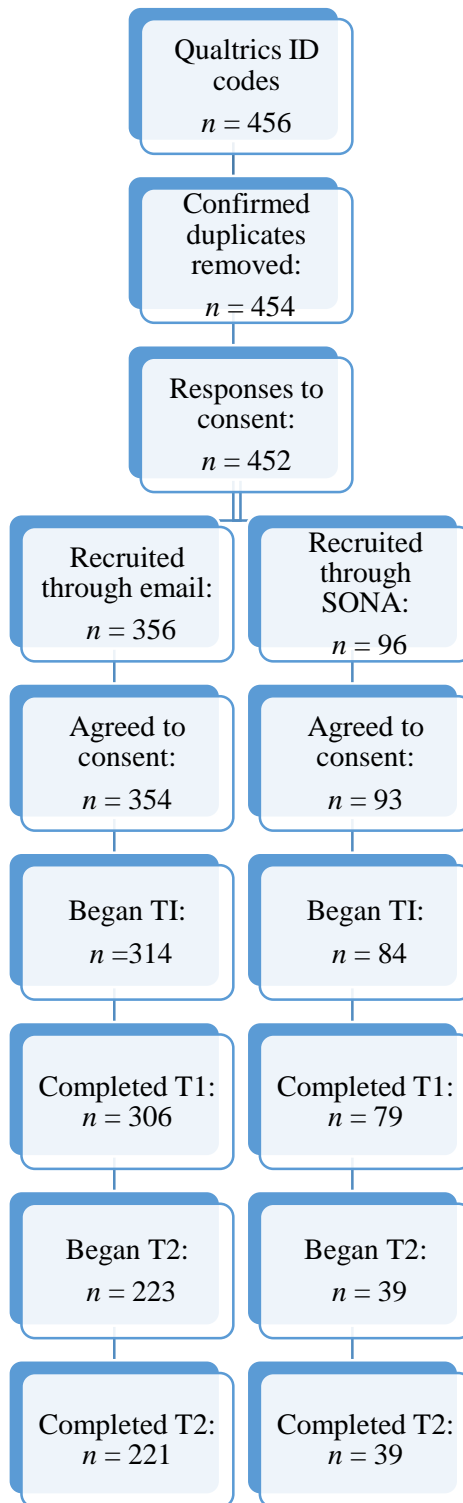 Qualtrics ID
codes
n = 456
Confirmed
duplicates
removed:
n = 454
Responses to
consent:
n = 452
Recruited
through email:
n = 356
Recruited
through
SONA:
n = 96
Agreed to
consent:
n = 354
Agreed to
consent:
n = 93
Began TI:
n =314
Began TI:
n = 84
Completed T1:
n = 306
Completed T1:
n = 79
Began T2:
n = 223
Began T2:
n = 39
Completed T2:
n = 221
Completed T2:
n = 39